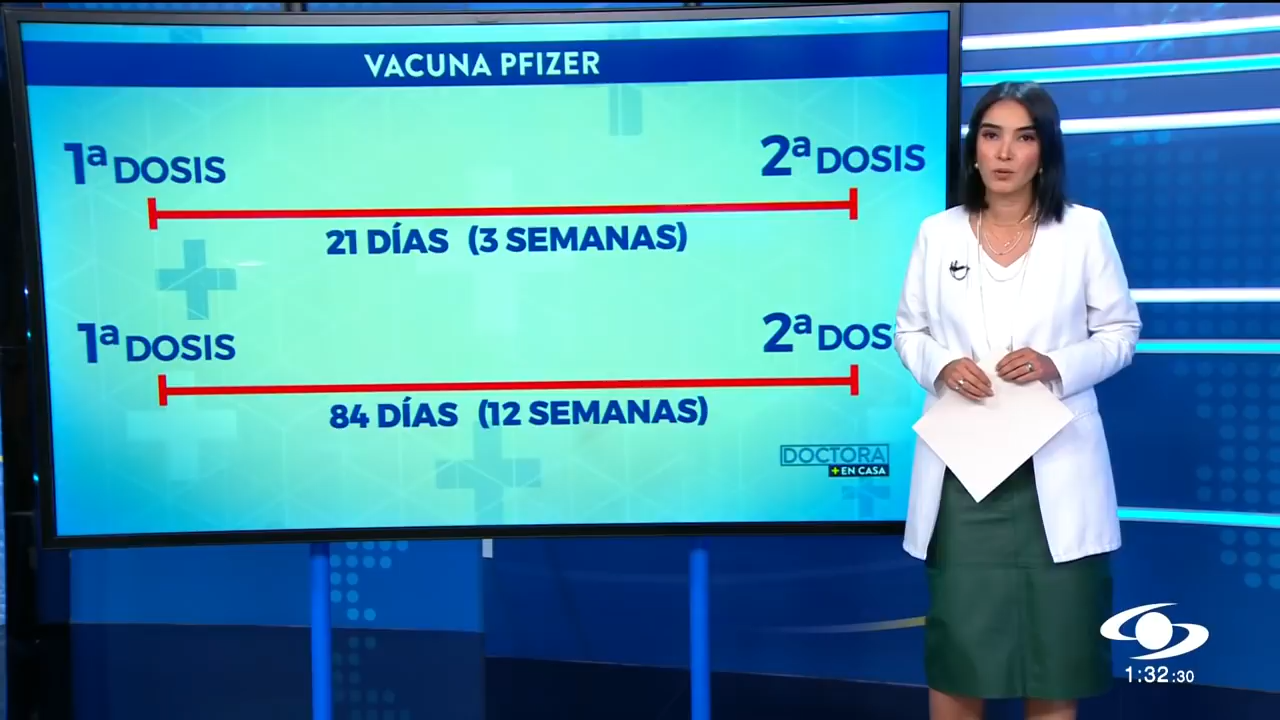 VACUNA PFIZER
1ª DOSIS
2ª DOSIS
21 DÍAS (3 SEMANAS)
1ª DOSIS
2ª DOS
84 DÍAS (12 SEMANAS)
DOCTORA
+ EN CASA
1:32:30